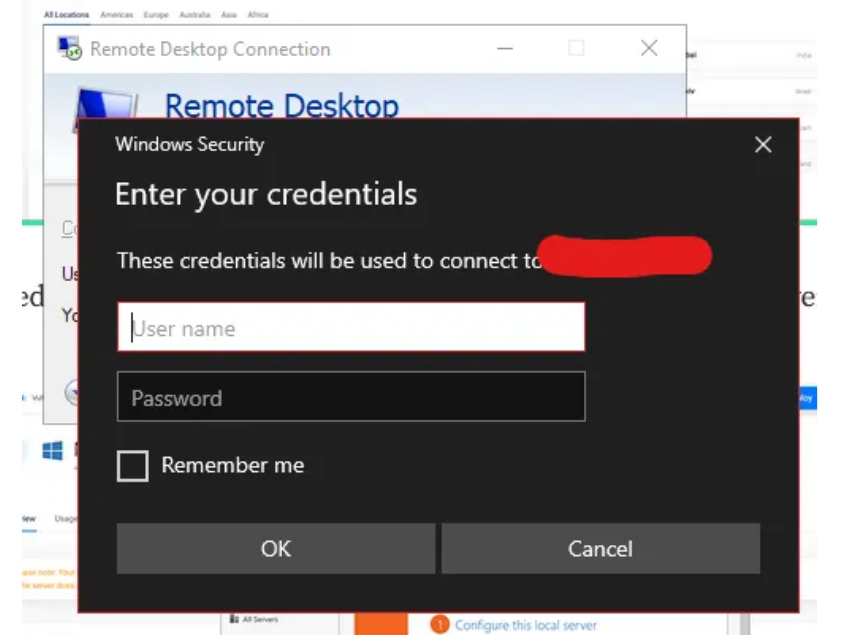 All Locations Americas Europe Australia Asia Africa
Remote Desktop Connection
Remote Desktop
Windows Security
Enter your credentials
These credentials will be used to connect to
User name
Password
Remember me
OK
Cancel
All Servers
1 Configure this local server